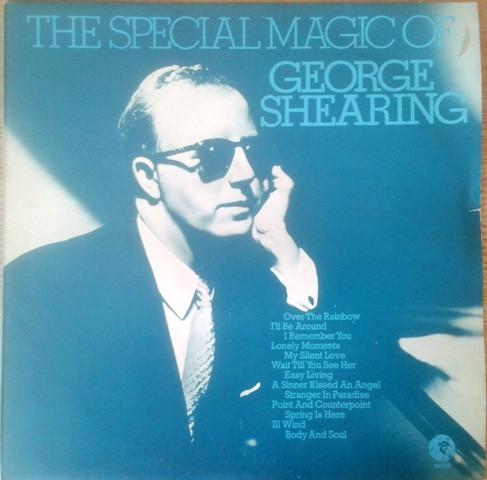 THE SPECIAL MAGIC OF
GEORGE
SHEARING
Over The Rainbow
I'll Be Around
I Remember You
Lonely Moments
My Silent Love
Wait Till You See Her
Easy Living
A Sinner Kissed An Angel
Stranger In Paradise
Point And Counterpoint
Spring Is Here
Ill Wind
Body And Soul